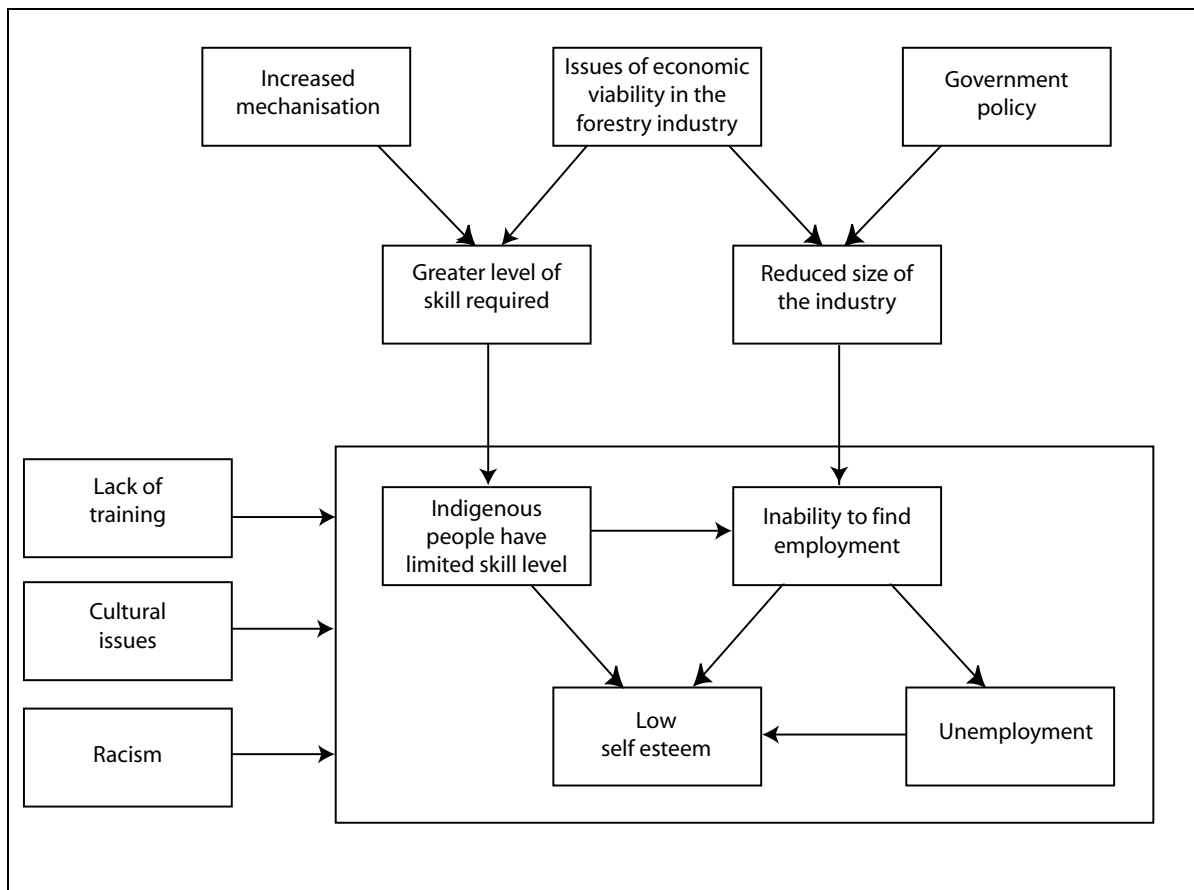 Increased
mechanisation
Issues of economic
viability in the
forestry industry
Government
policy
Greater level of
skill required
Reduced size of
the industry
Lack of
training
Indigenous
people have
limited skill level
Inability to find
employment
Cultural
issues
Low
self esteem
Unemployment
Racism